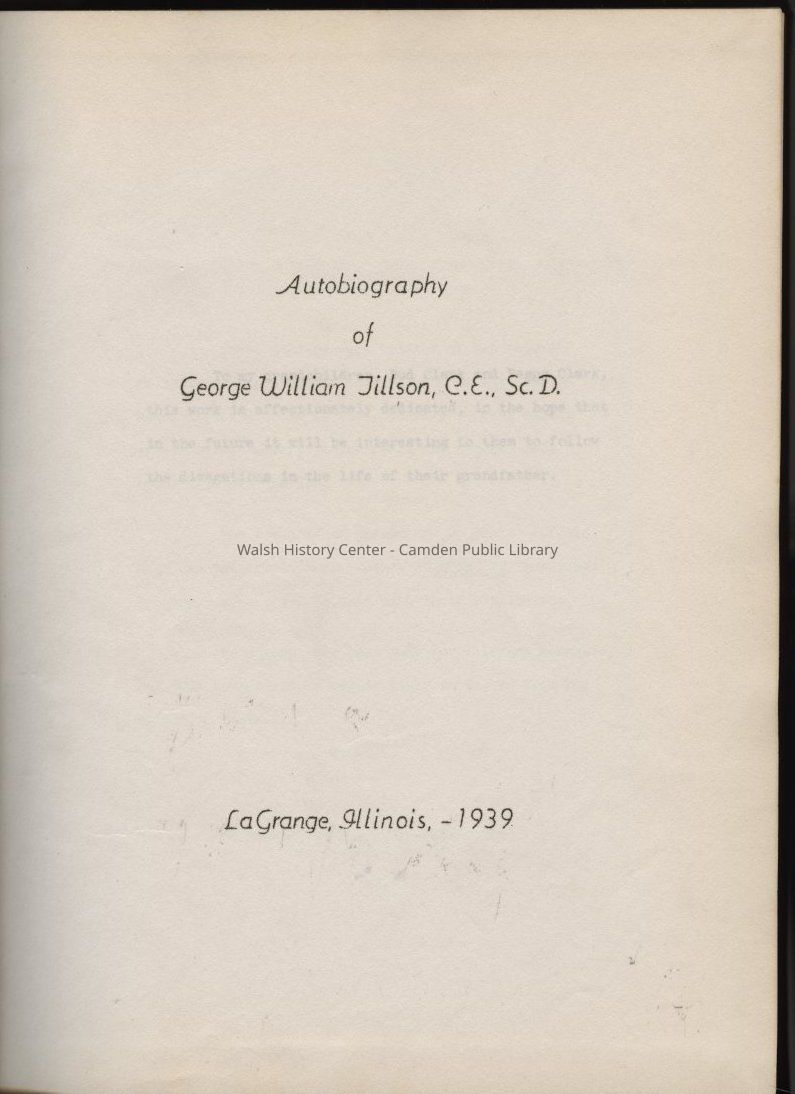 Autobiography
of
George William Tillson, C.E., Sc.D.
this work is affectionately dedicated, in the hope that
in the future it will be interesting to them to follow
the divagations in the life of their grandfather.
Walsh History Center - Camden Public Library
LaGrange, Illinois, -1939